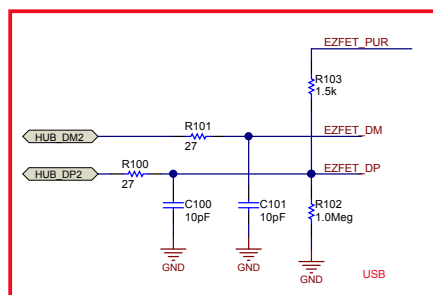 EZFET_PUR
R103
1.5k
R101
HUB_DM2
27
EZFET_DM
R100
HUB_DP2
27
EZFET_DP
C100
10pF
C101
10pF
R102
1.0Meg
GND
GND
GND
USB